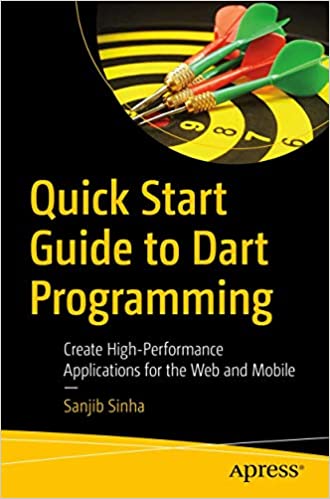 Quick Start
Guide to Dart
Programming
Create High-Performance
Applications for the Web and Mobile
—
Sanjib Sinha
Apress®